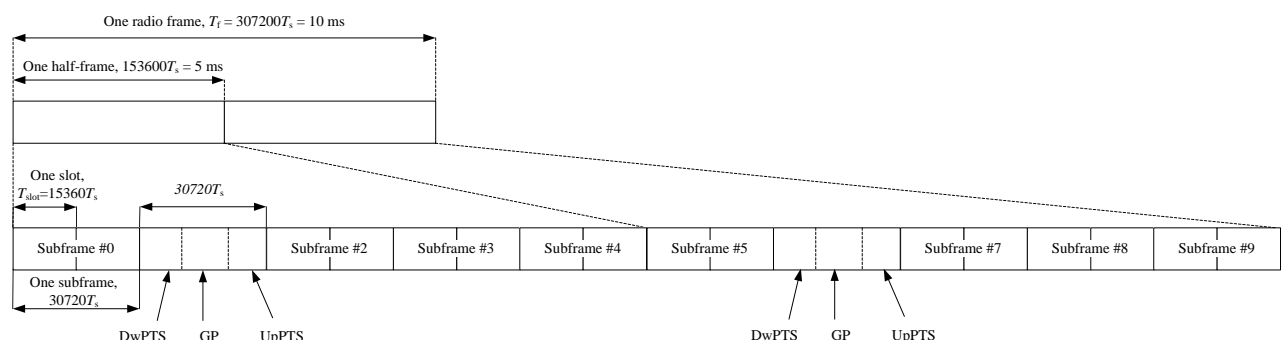 One radio frame, Tf = 307200Ts = 10 ms
One half-frame, 153600Ts = 5 ms
One slot,
Tslot=15360Ts
30720Ts
Subframe #0
Subframe #2
Subframe #3
Subframe #4
Subframe #5
Subframe #7
Subframe #8
Subframe #9
One subframe,
30720Ts
DwPTS
GP
UpPTS
DwPTS
GP
UpPTS